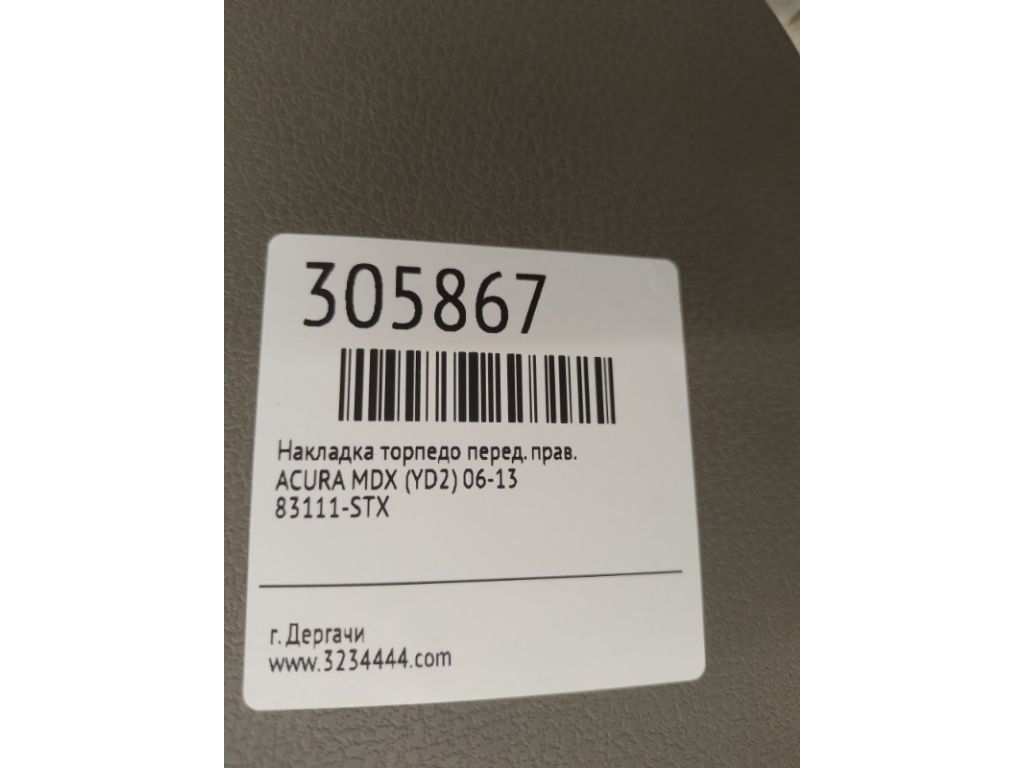 305867
Накладка торпедо перед. прав.
ACURA MDX (YD2) 06-13
83111-STX
г. Дергачи
www.3234444.com